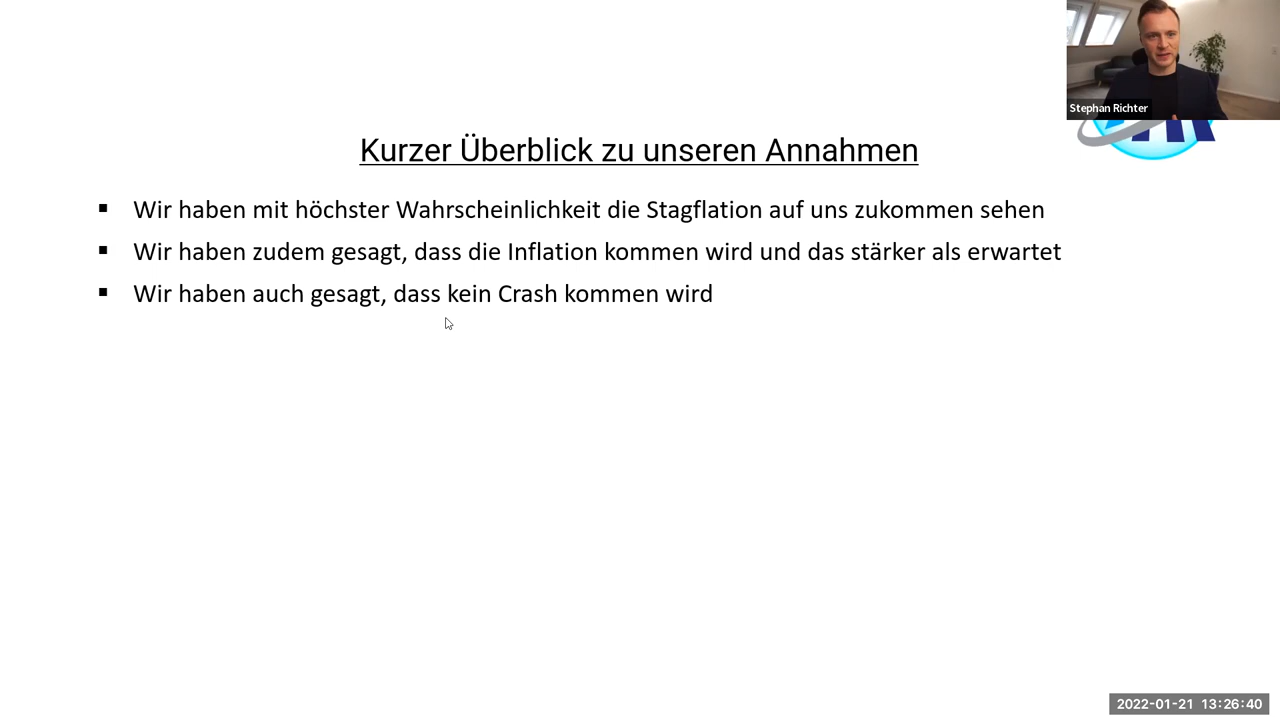 Stephan Richter
Kurzer Überblick zu unseren Annahmen
▪ Wir haben mit höchster Wahrscheinlichkeit die Stagflation auf uns zukommen sehen
▪ Wir haben zudem gesagt, dass die Inflation kommen wird und das stärker als erwartet
▪ Wir haben auch gesagt, dass kein Crash kommen wird
2022-01-21 13:26:40